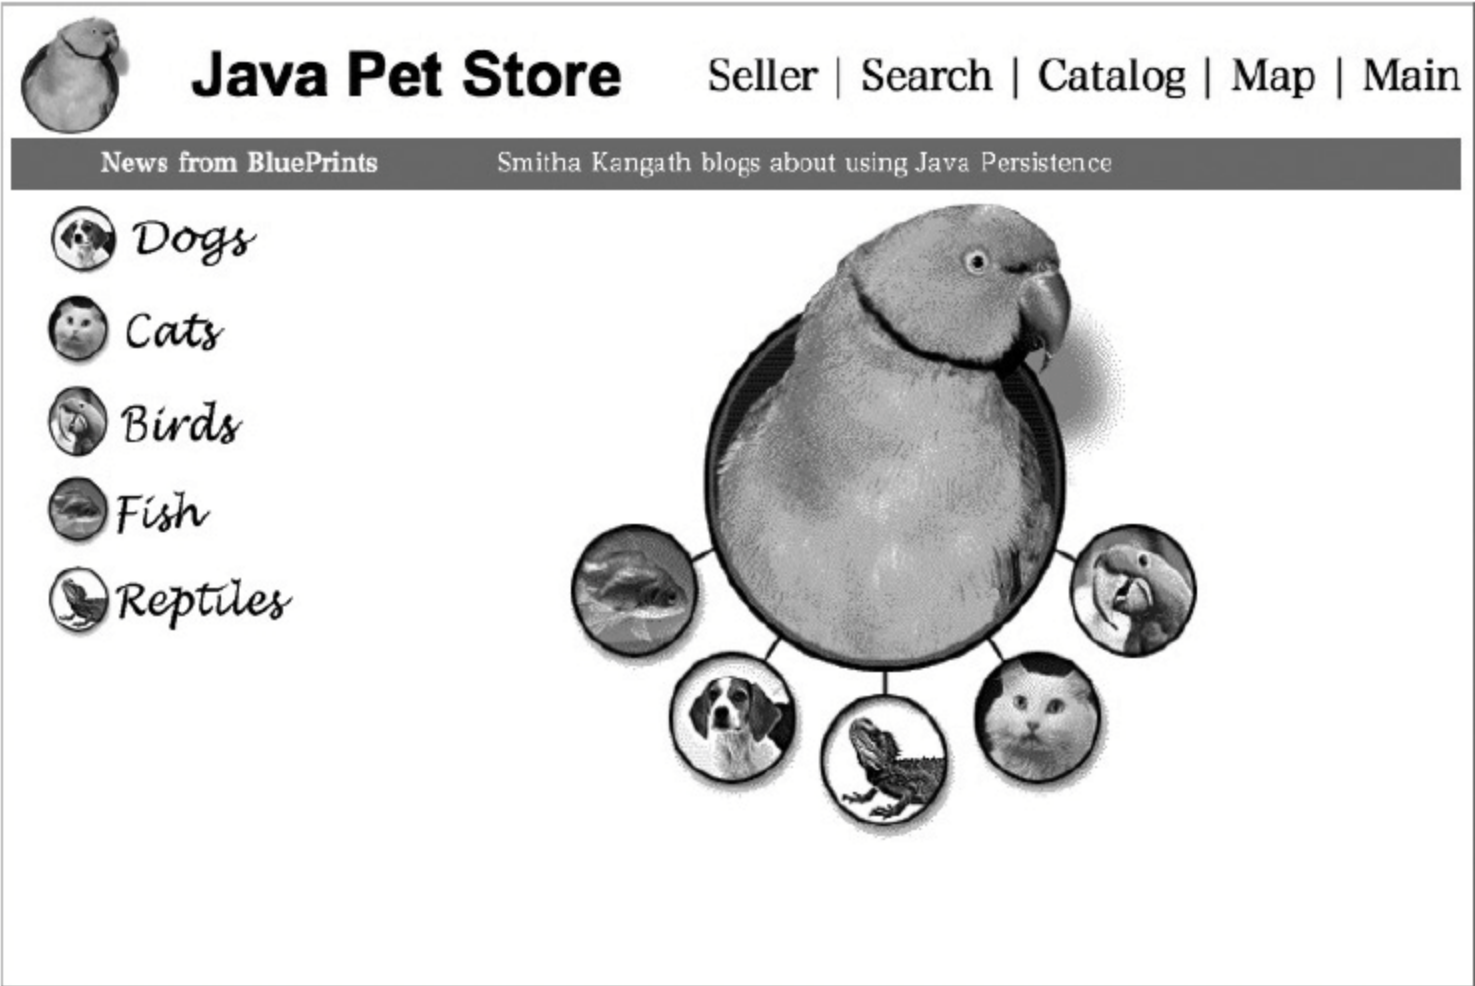 Java Pet Store
Seller | Search | Catalog | Map | Main
News from BluePrints
Smitha Kangath blogs about using Java Persistence
Dogs
Cats
Birds
Fish
Reptiles